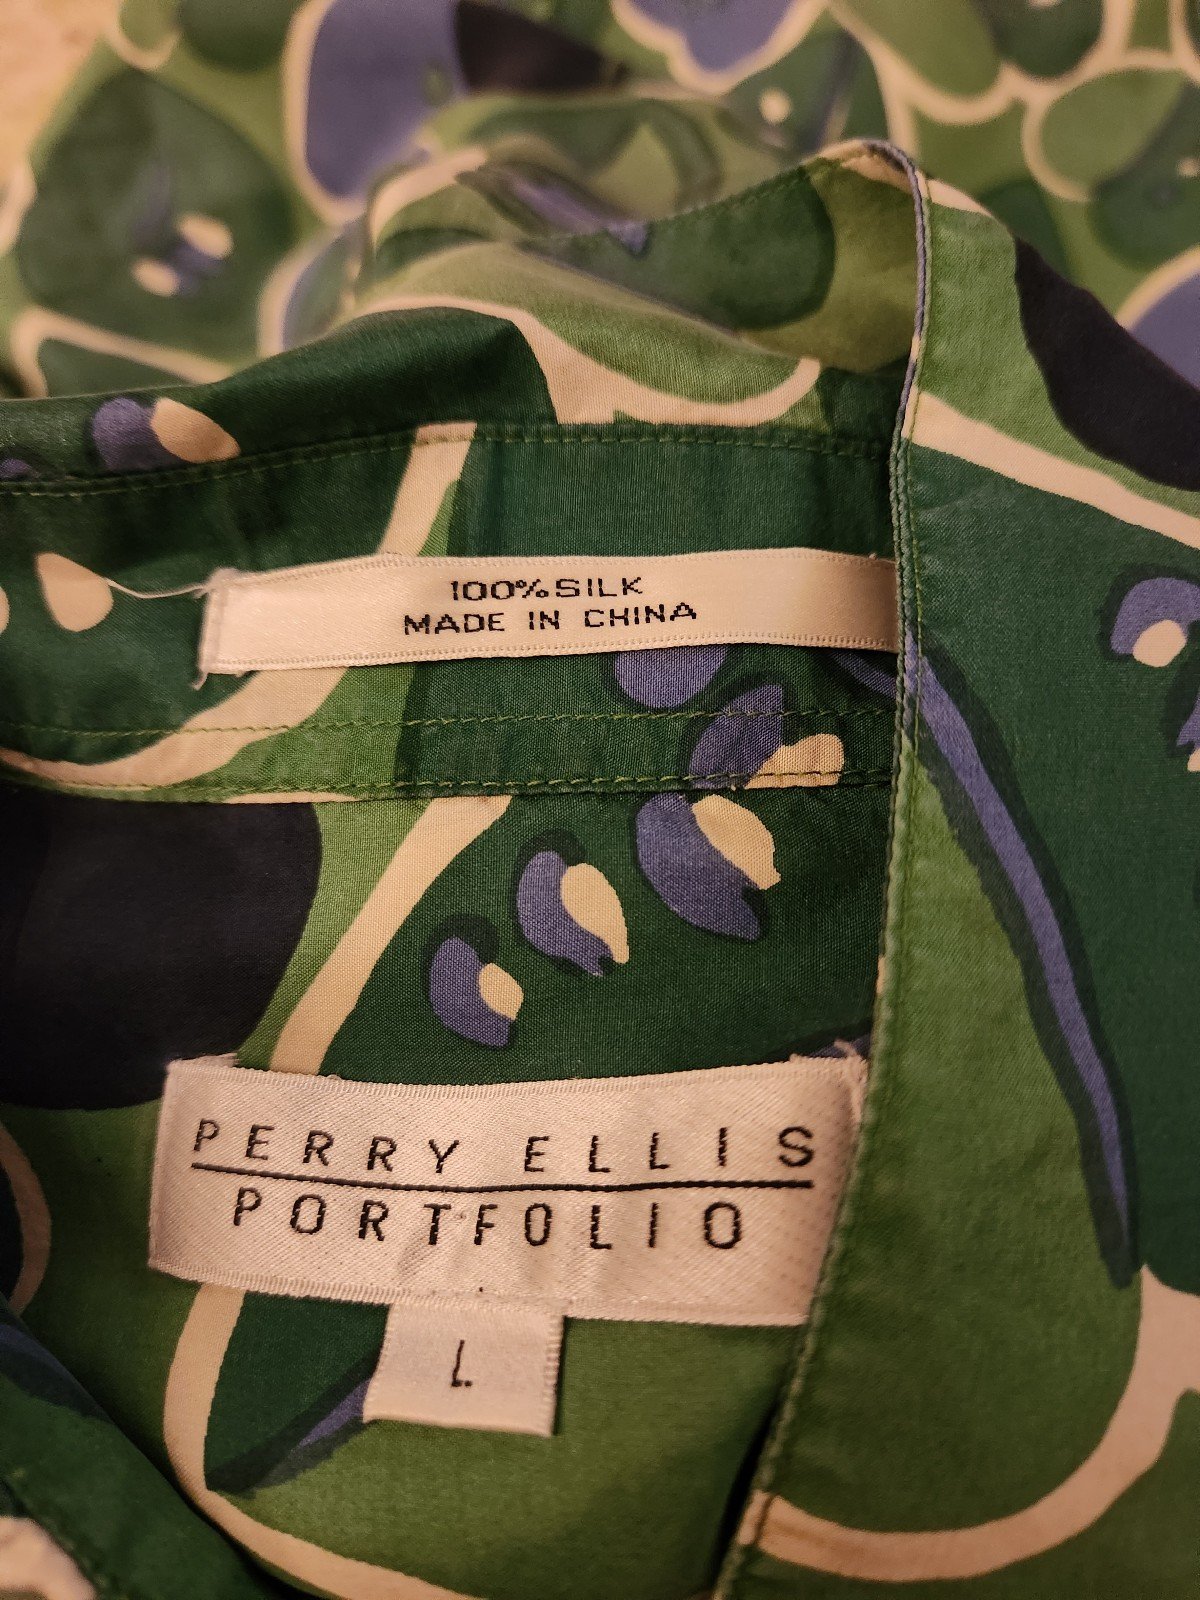 100% SILK
MADE IN CHINA
PERRY ELLIS
PORTFOLIO
L